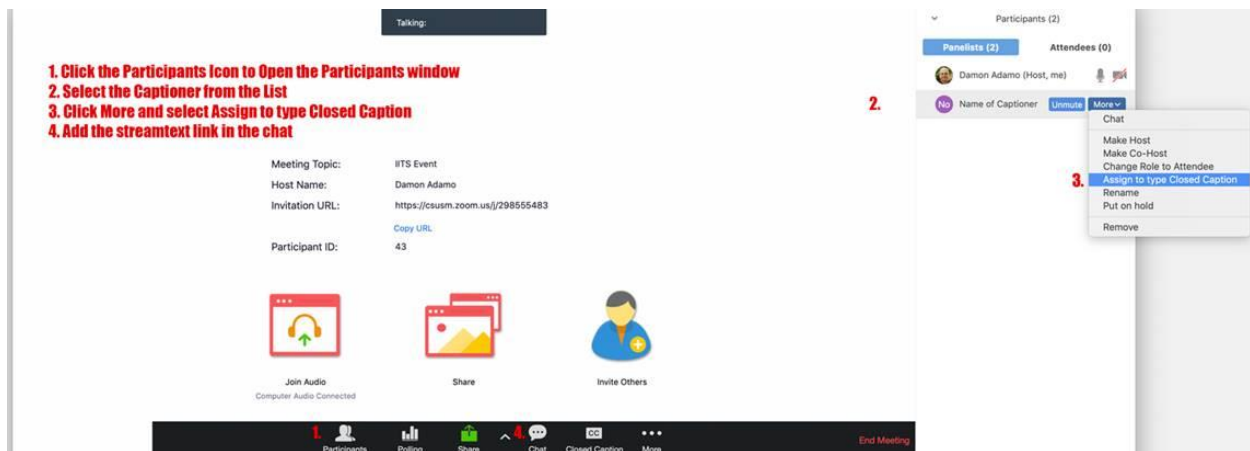 Talking:
1. Click the Participants Icon to Open the Participants window
2. Select the Captioner from the List
3. Click More and select Assign to type Closed Caption
4. Add the streamtext link in the chat
Meeting Topic: IITS Event
Host Name: Damon Adamo
Invitation URL: https://csusm.zoom.us/j/298555483
Copy URL
Participant ID: 43
Join Audio Share Invite Others
Computer Audio Connected
1. 4. CC
Participants Polling Share Chat Closed Caption More End Meeting
Participants (2)
Panelists (2) Attendees (0)
Damon Adamo (Host, me)
2. No Name of Captioner Unmute More
Chat
Make Host
Make Co-Host
Change Role to Attendee
3. Assign to type Closed Caption
Rename
Put on hold
Remove